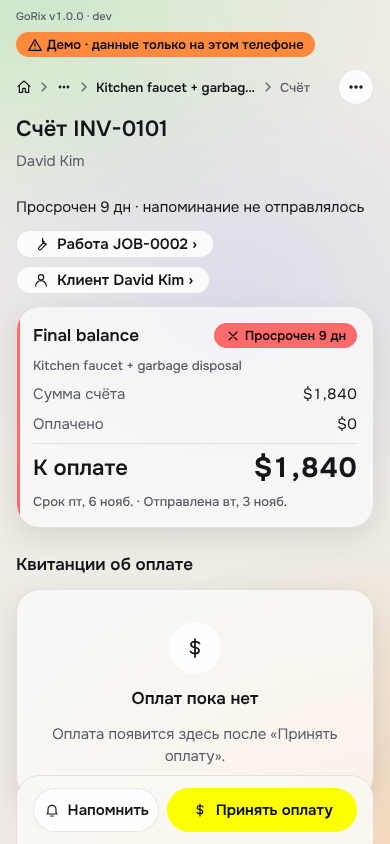 GoRix v1.0.0 · dev
Демо · данные только на этом телефоне
Kitchen faucet + garbag... Счёт
Счёт INV-0101
David Kim
Просрочен 9 дн · напоминание не отправлялось
Работа JOB-0002 ›
Клиент David Kim ›
Final balance Просрочен 9 дн
Kitchen faucet + garbage disposal
Сумма счёта $1,840
Оплачено $0
К оплате $1,840
Срок пт, 6 нояб. · Отправлена вт, 3 нояб.
Квитанции об оплате
$
Оплат пока нет
Оплата появится здесь после «Принять
оплату».
Напомнить $ Принять оплату